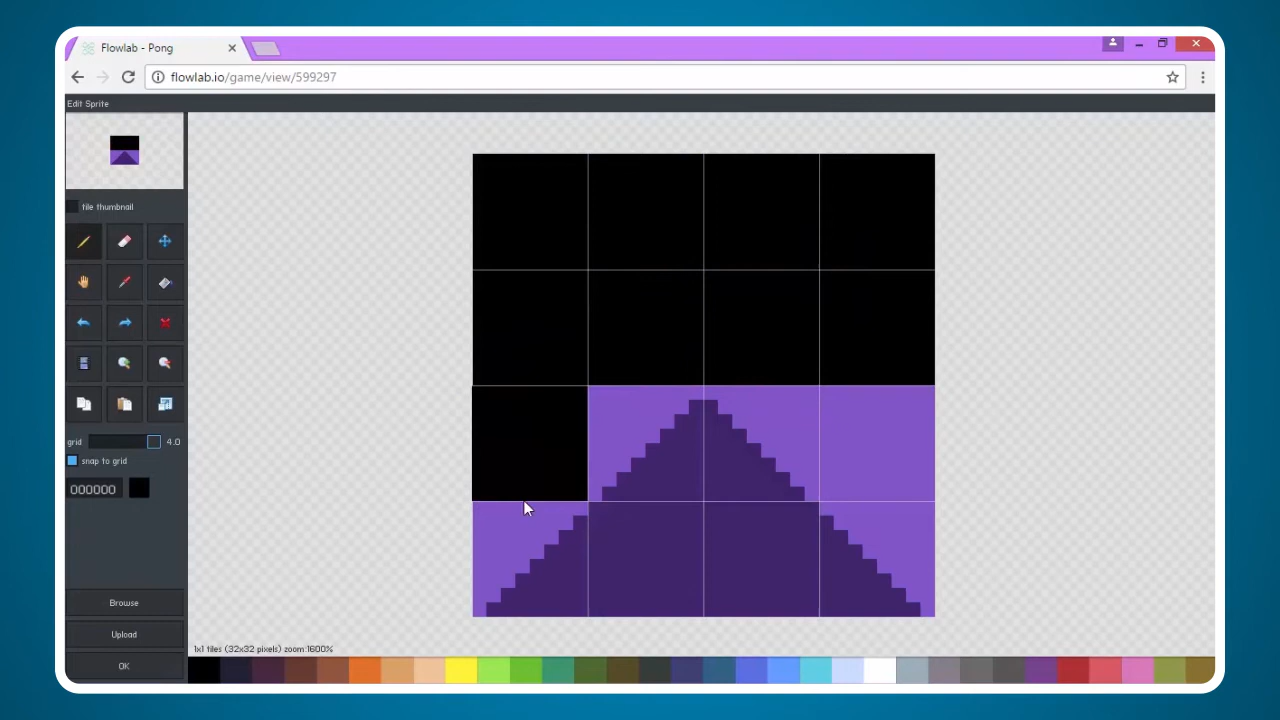 Flowlab - Pong
flowlab.io/game/view/599297
Edit Sprite
tile thumbnail
grid 4.0
snap to grid
000000
Browse
Upload
OK
1x1 tiles (32x32 pixels) zoom:1600%